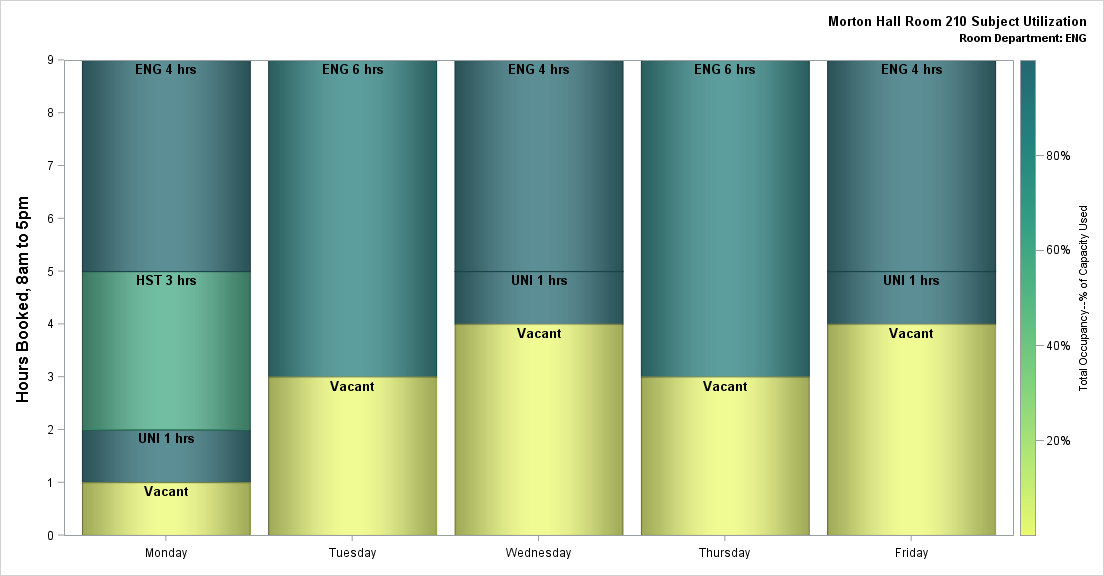 Morton Hall Room 210 Subject Utilization
Room Department: ENG
Hours Booked, 8am to 5pm
9
8
7
6
5
4
3
2
1
0
ENG 4 hrs
HST 3 hrs
UNI 1 hrs
Vacant
ENG 6 hrs
Vacant
ENG 4 hrs
UNI 1 hrs
Vacant
ENG 6 hrs
Vacant
ENG 4 hrs
UNI 1 hrs
Vacant
Monday
Tuesday
Wednesday
Thursday
Friday
80%
60%
40%
20%
Total Occupancy--% of Capacity Used